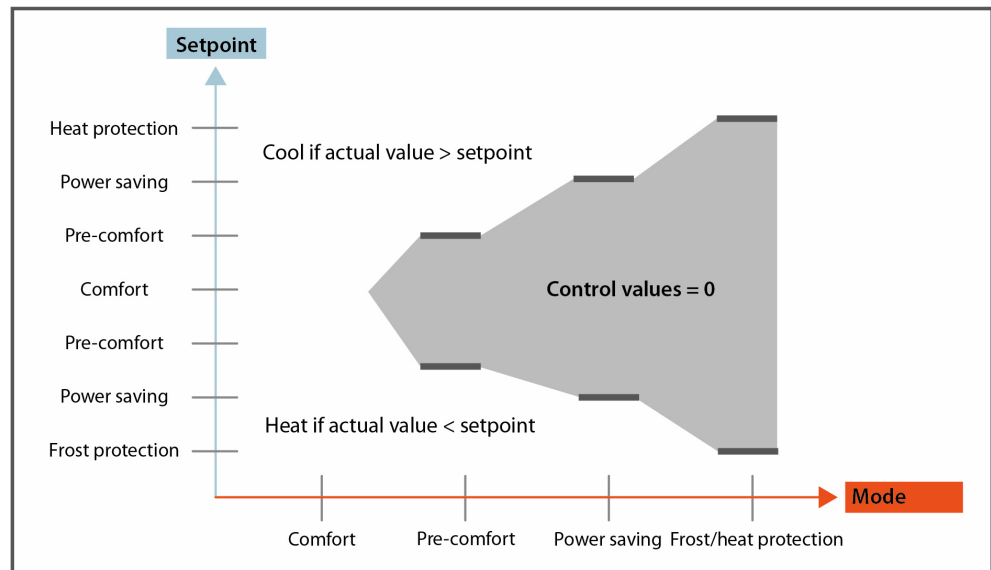 Setpoint
Heat protection
Cool if actual value > setpoint
Power saving
Pre-comfort
Comfort
Control values = 0
Pre-comfort
Power saving
Heat if actual value < setpoint
Frost protection
Mode
Comfort
Pre-comfort
Power saving
Frost/heat protection